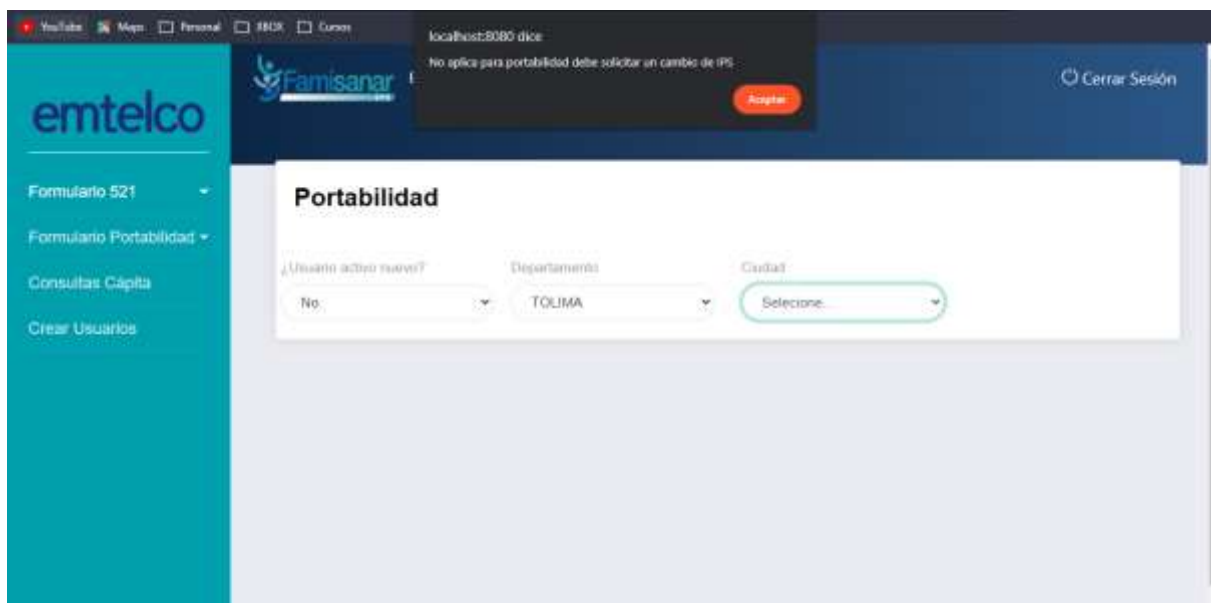 YouTube Maps Personal XBOX Cursos
localhost:8080 dice
No aplica para portabilidad debe solicitar un cambio de IPS
Aceptar
Famisanar
EPS
Cerrar Sesión
emtelco
Formulario 521
Formulario Portabilidad
Consultas Cápita
Crear Usuarios
Portabilidad
¿Usuario activo nuevo? Departamento Ciudad
No TOLIMA Selecione...